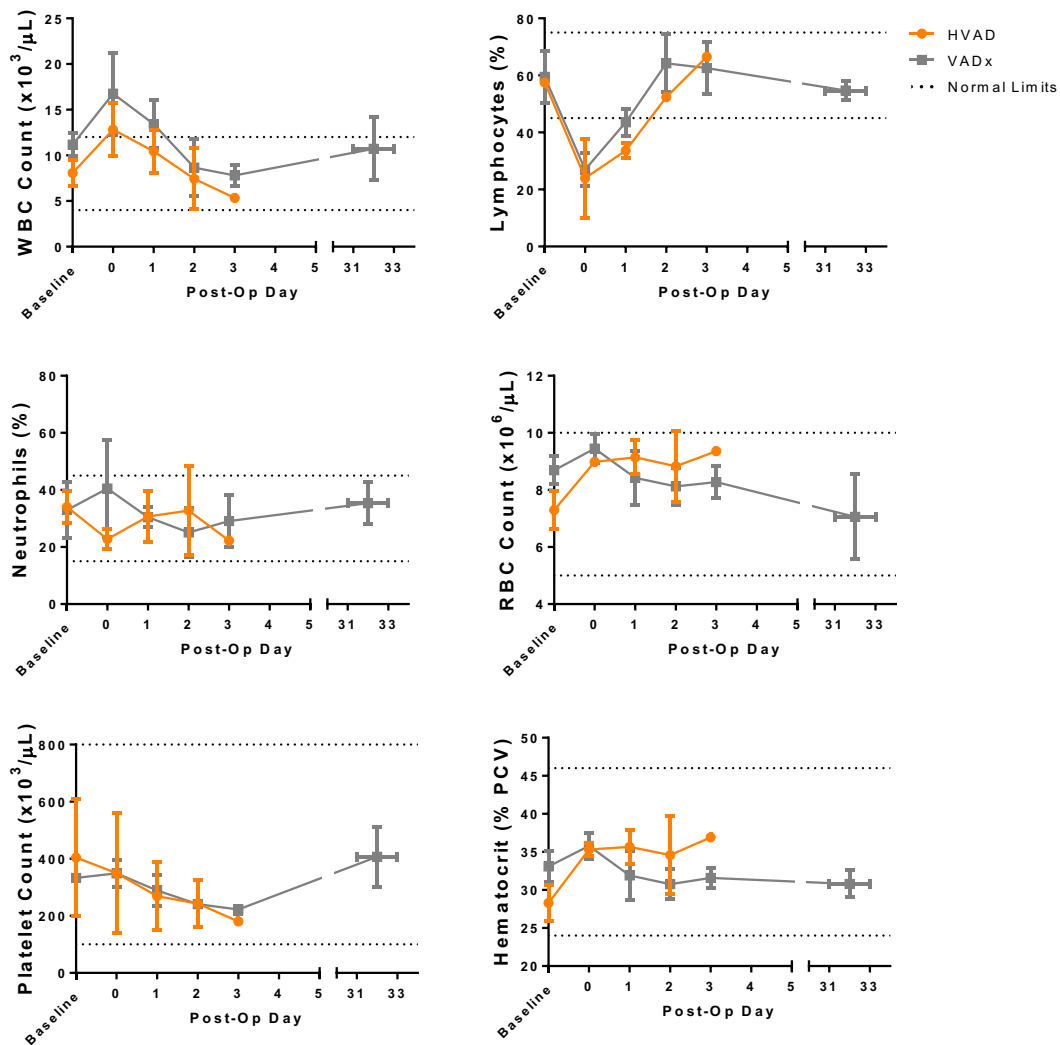 WBC Count (x10³/μL)
25
20
15
10
5
0
Baseline 0 1 2 3 4 5 31 33
Post-Op Day
Lymphocytes (%)
80
60
40
20
0
Baseline 0 1 2 3 4 5 31 33
Post-Op Day
HVAD
VADx
Normal Limits
Neutrophils (%)
80
60
40
20
0
Baseline 0 1 2 3 4 5 31 33
Post-Op Day
RBC Count (x10⁶/μL)
12
10
8
6
4
Baseline 0 1 2 3 4 5 31 33
Post-Op Day
Platelet Count (x10³/μL)
800
600
400
200
0
Baseline 0 1 2 3 4 5 31 33
Post-Op Day
Hematocrit (% PCV)
50
45
40
35
30
25
20
Baseline 0 1 2 3 4 5 31 33
Post-Op Day